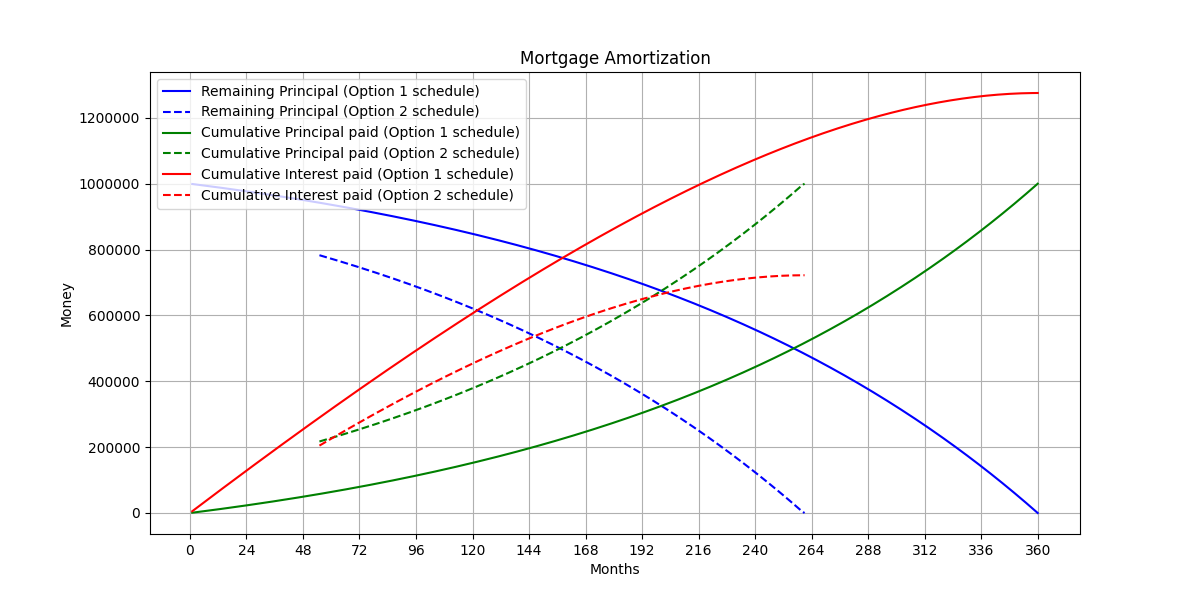 Mortgage Amortization
Remaining Principal (Option 1 schedule)
Remaining Principal (Option 2 schedule)
Cumulative Principal paid (Option 1 schedule)
Cumulative Principal paid (Option 2 schedule)
Cumulative Interest paid (Option 1 schedule)
Cumulative Interest paid (Option 2 schedule)
1200000
1000000
800000
600000
400000
200000
0
Money
0 24 48 72 96 120 144 168 192 216 240 264 288 312 336 360
Months